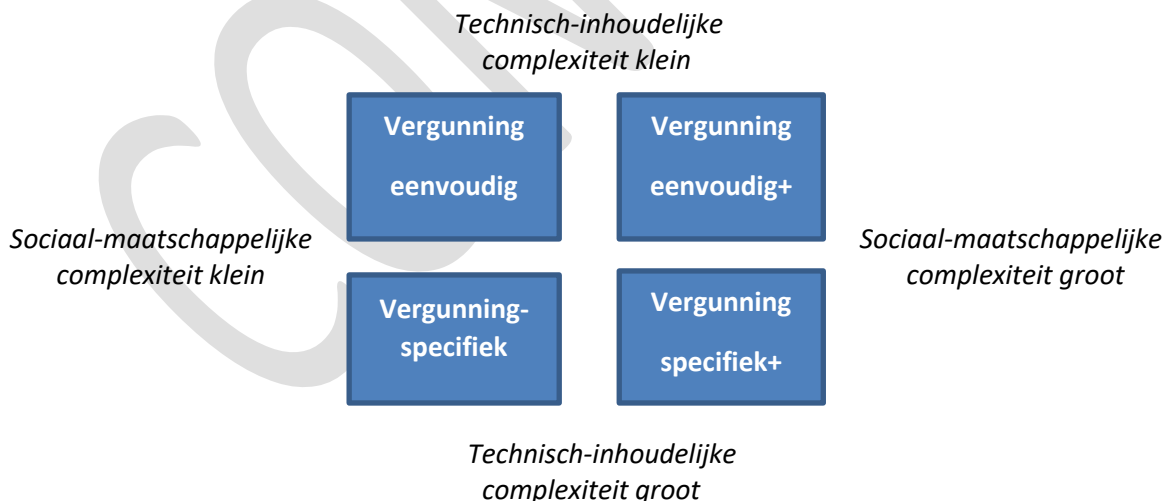 Technisch-inhoudelijke
complexiteit klein
Vergunning
eenvoudig
Vergunning
eenvoudig+
Sociaal-maatschappelijke
complexiteit klein
Sociaal-maatschappelijke
complexiteit groot
Vergunning-
specifiek
Vergunning
specifiek+
Technisch-inhoudelijke
complexiteit groot